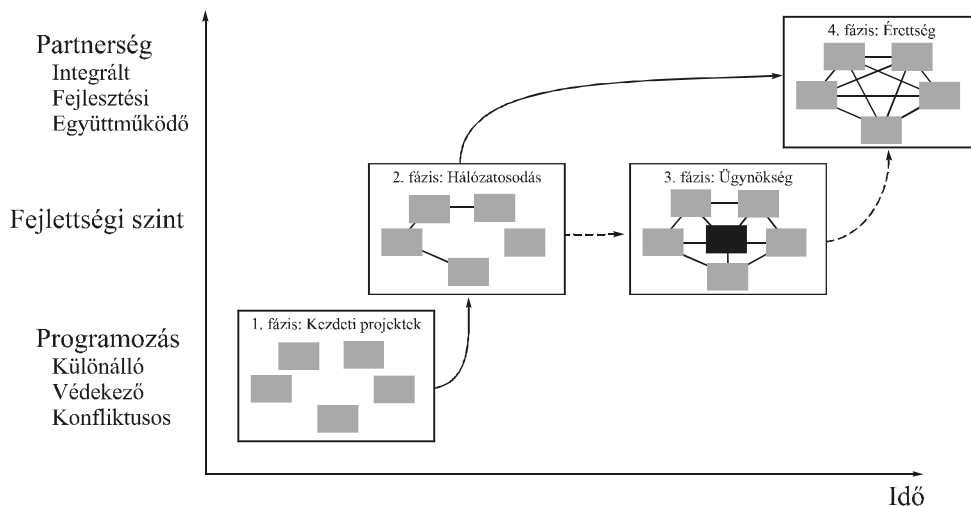 Partnerség
Integrált
Fejlesztési
Együttműködő
Fejlettségi szint
Programozás
Különálló
Védekező
Konfliktusos
1. fázis: Kezdeti projektek
2. fázis: Hálózatosodás
3. fázis: Ügynökség
4. fázis: Érettség
Idő